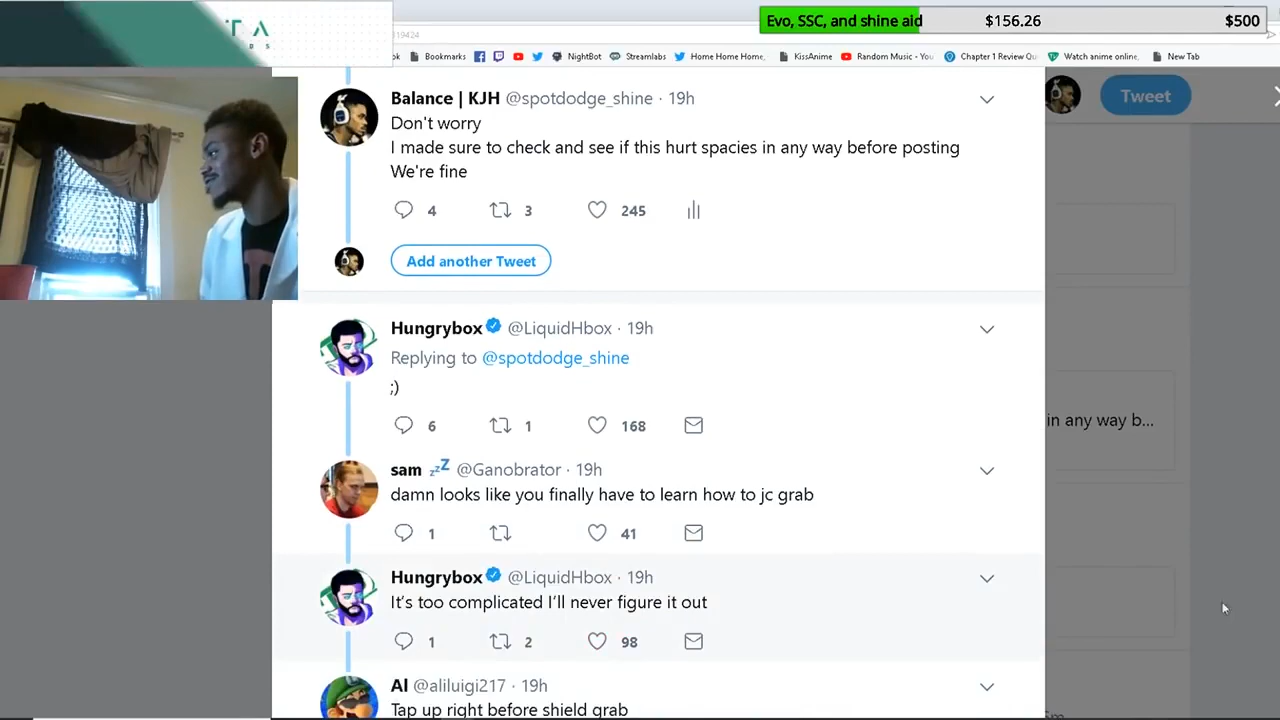 T A
B S
Evo, SSC, and shine aid $156.26 $500
19424
ok Bookmarks NightBot Streamlabs Home Home Home, KissAnime Random Music - You Chapter 1 Review Qu Watch anime online, New Tab
Balance | KJH @spotdodge_shine · 19h
Don't worry
I made sure to check and see if this hurt spacies in any way before posting
We're fine
4 3 245
Add another Tweet
Tweet
Hungrybox @LiquidHbox · 19h
Replying to @spotdodge_shine
;)
6 1 168
in any way b...
sam zzZ @Ganobrator · 19h
damn looks like you finally have to learn how to jc grab
1 41
Hungrybox @LiquidHbox · 19h
It's too complicated I'll never figure it out
1 2 98
Al @aliluigi217 · 19h
Tap up right before shield grab